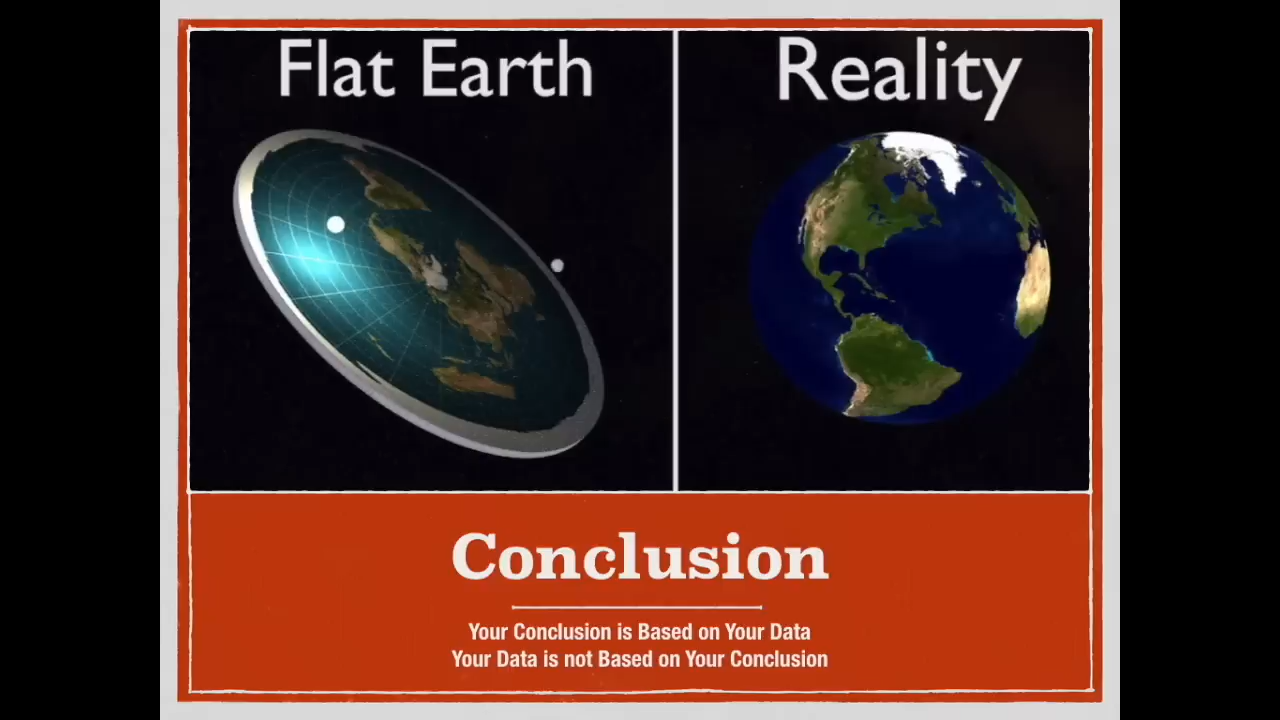 Flat Earth
Reality
Conclusion
Your Conclusion is Based on Your Data
Your Data is not Based on Your Conclusion